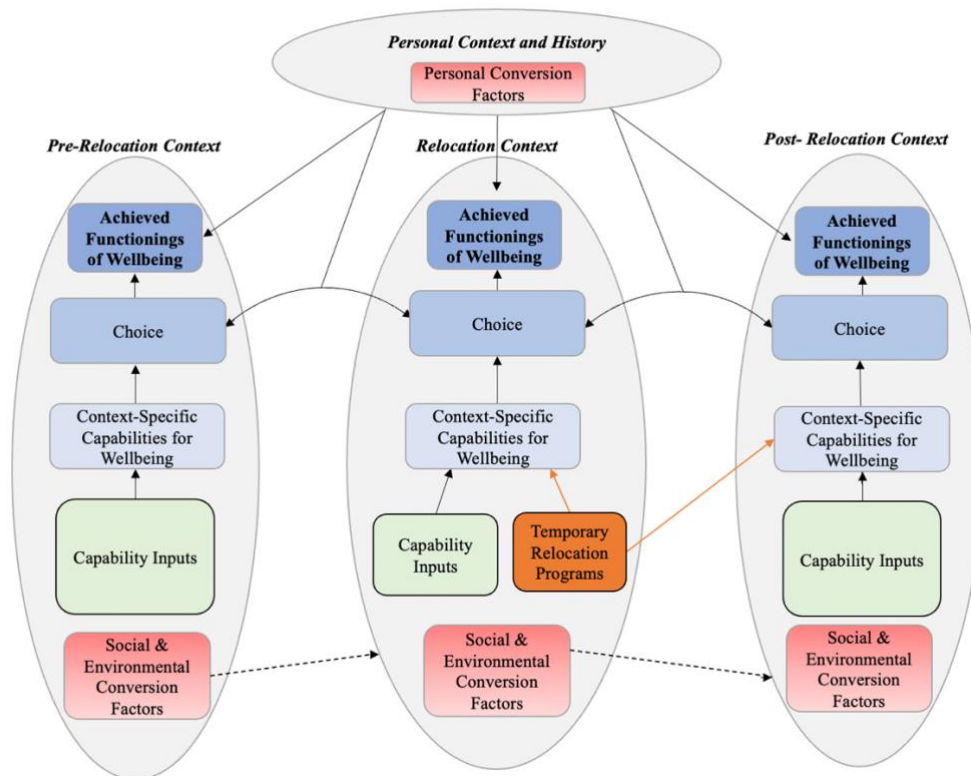 Personal Context and History
Personal Conversion
Factors
Pre-Relocation Context
Achieved
Functionings
of Wellbeing
Choice
Context-Specific
Capabilities for
Wellbeing
Capability Inputs
Social &
Environmental
Conversion
Factors
Relocation Context
Achieved
Functionings
of Wellbeing
Choice
Context-Specific
Capabilities for
Wellbeing
Capability
Inputs
Temporary
Relocation
Programs
Social &
Environmental
Conversion
Factors
Post- Relocation Context
Achieved
Functionings
of Wellbeing
Choice
Context-Specific
Capabilities for
Wellbeing
Capability Inputs
Social &
Environmental
Conversion
Factors